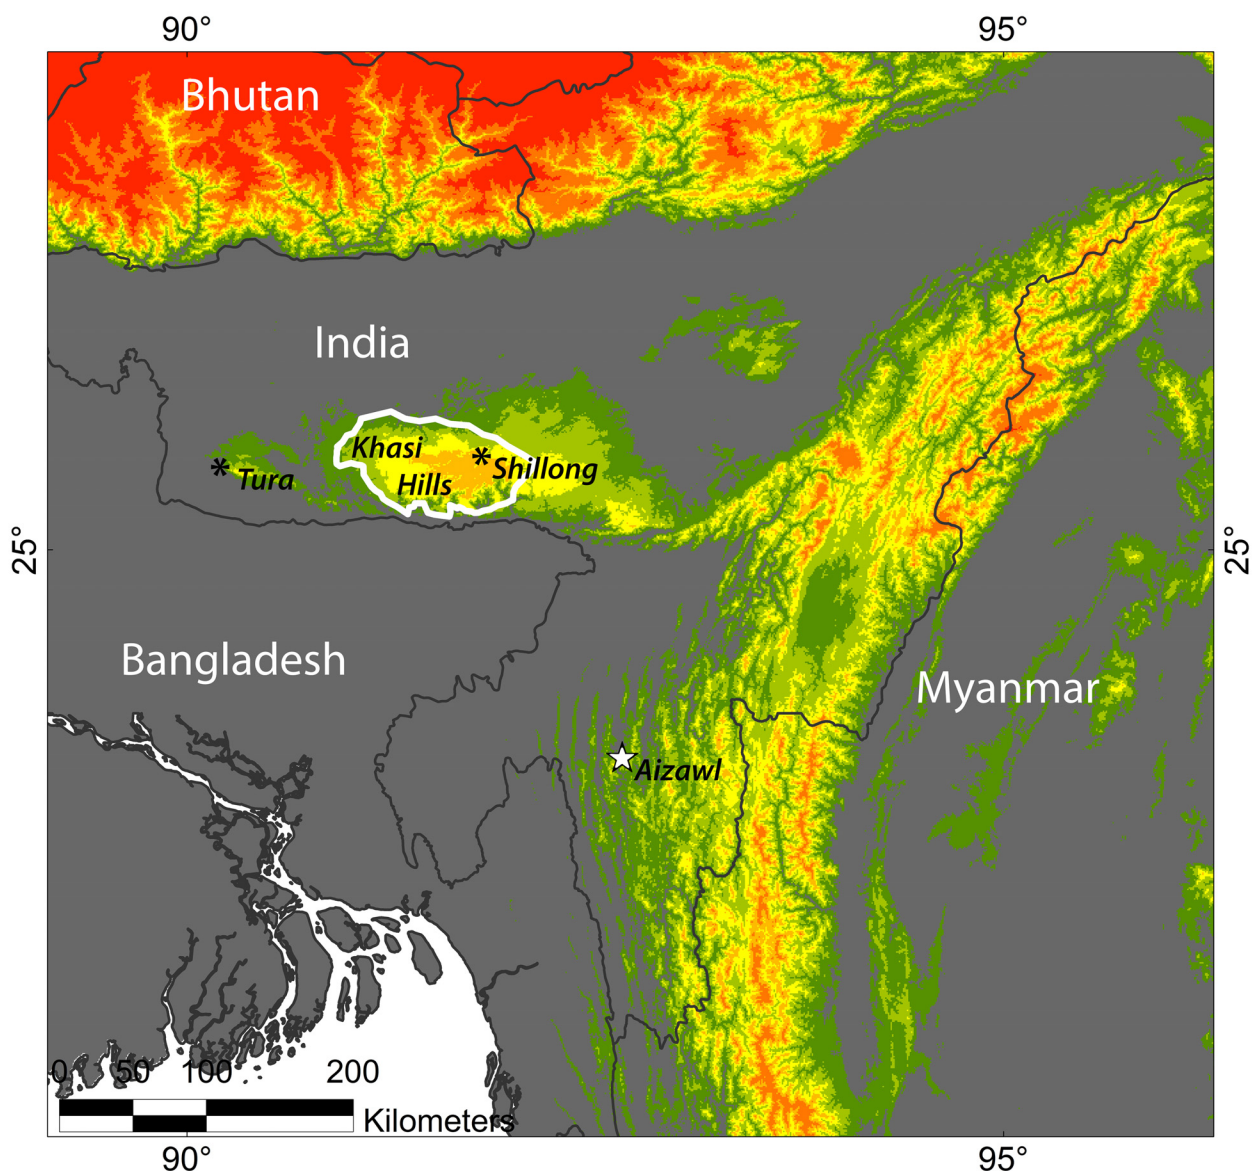 90° 95°
Bhutan
India
Khasi
Hills
Shillong
Tura
25° 25°
Bangladesh
Myanmar
Aizawl
0 50 100 200
Kilometers
90° 95°